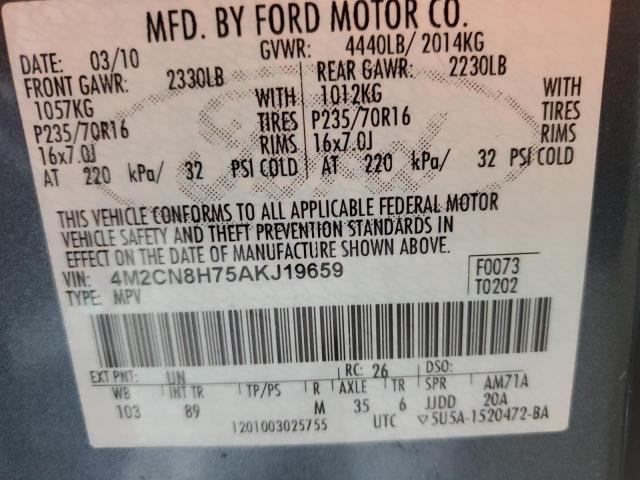 MFD. BY FORD MOTOR CO.
DATE: 03/10 GVWR: 4440LB/ 2014KG
FRONT GAWR: 2330LB REAR GAWR: 2230LB
1057KG WITH 1012KG WITH
P235/70R16 TIRES P235/70R16 TIRES
16x7.0J RIMS 16x7.0J RIMS
AT 220 kPa/ 32 PSI COLD AT 220 kPa/ 32 PSI COLD
THIS VEHICLE CONFORMS TO ALL APPLICABLE FEDERAL MOTOR
VEHICLE SAFETY AND THEFT PREVENTION STANDARDS IN
EFFECT ON THE DATE OF MANUFACTURE SHOWN ABOVE.
VIN: 4M2CN8H75AKJ19659 F0073
TYPE: MPV T0202
EXT PNT: UN RC: 26 DSO:
WB INT TR TP/PS R AXLE TR SPR AM71A
103 89 M 35 6 JJDD 20A
1201003025755 UTC ▽5U5A-1520472-BA
Ford